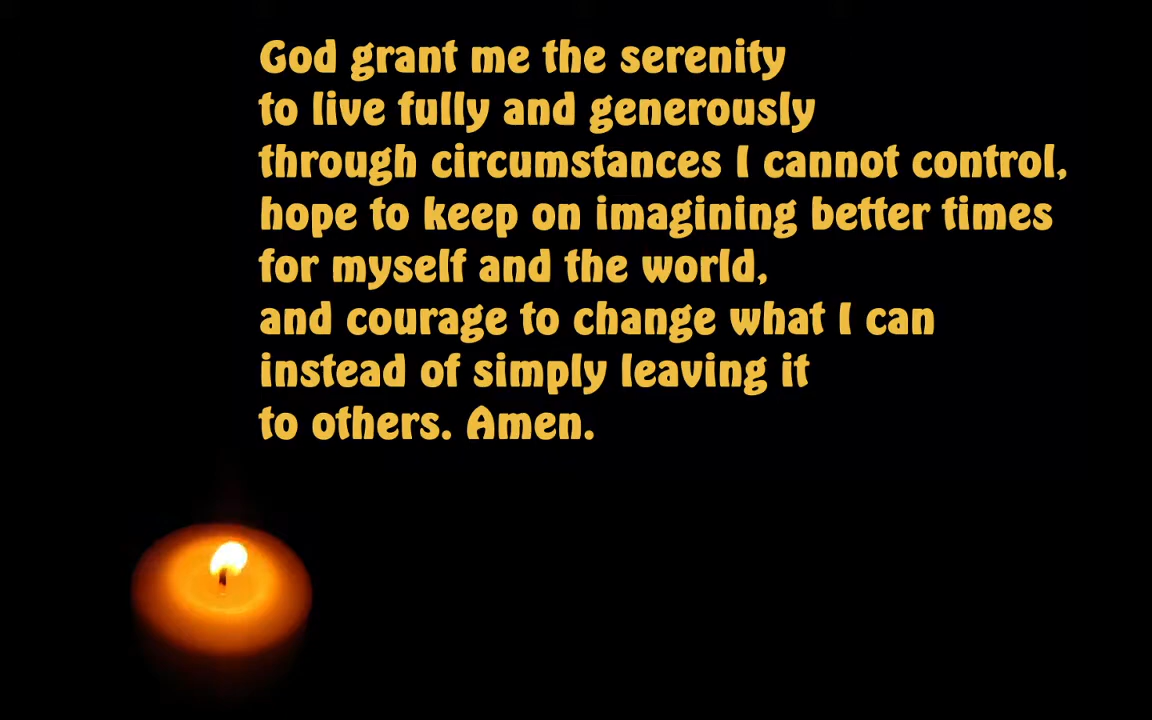 God grant me the serenity
to live fully and generously
through circumstances I cannot control,
hope to keep on imagining better times
for myself and the world,
and courage to change what I can
instead of simply leaving it
to others. Amen.